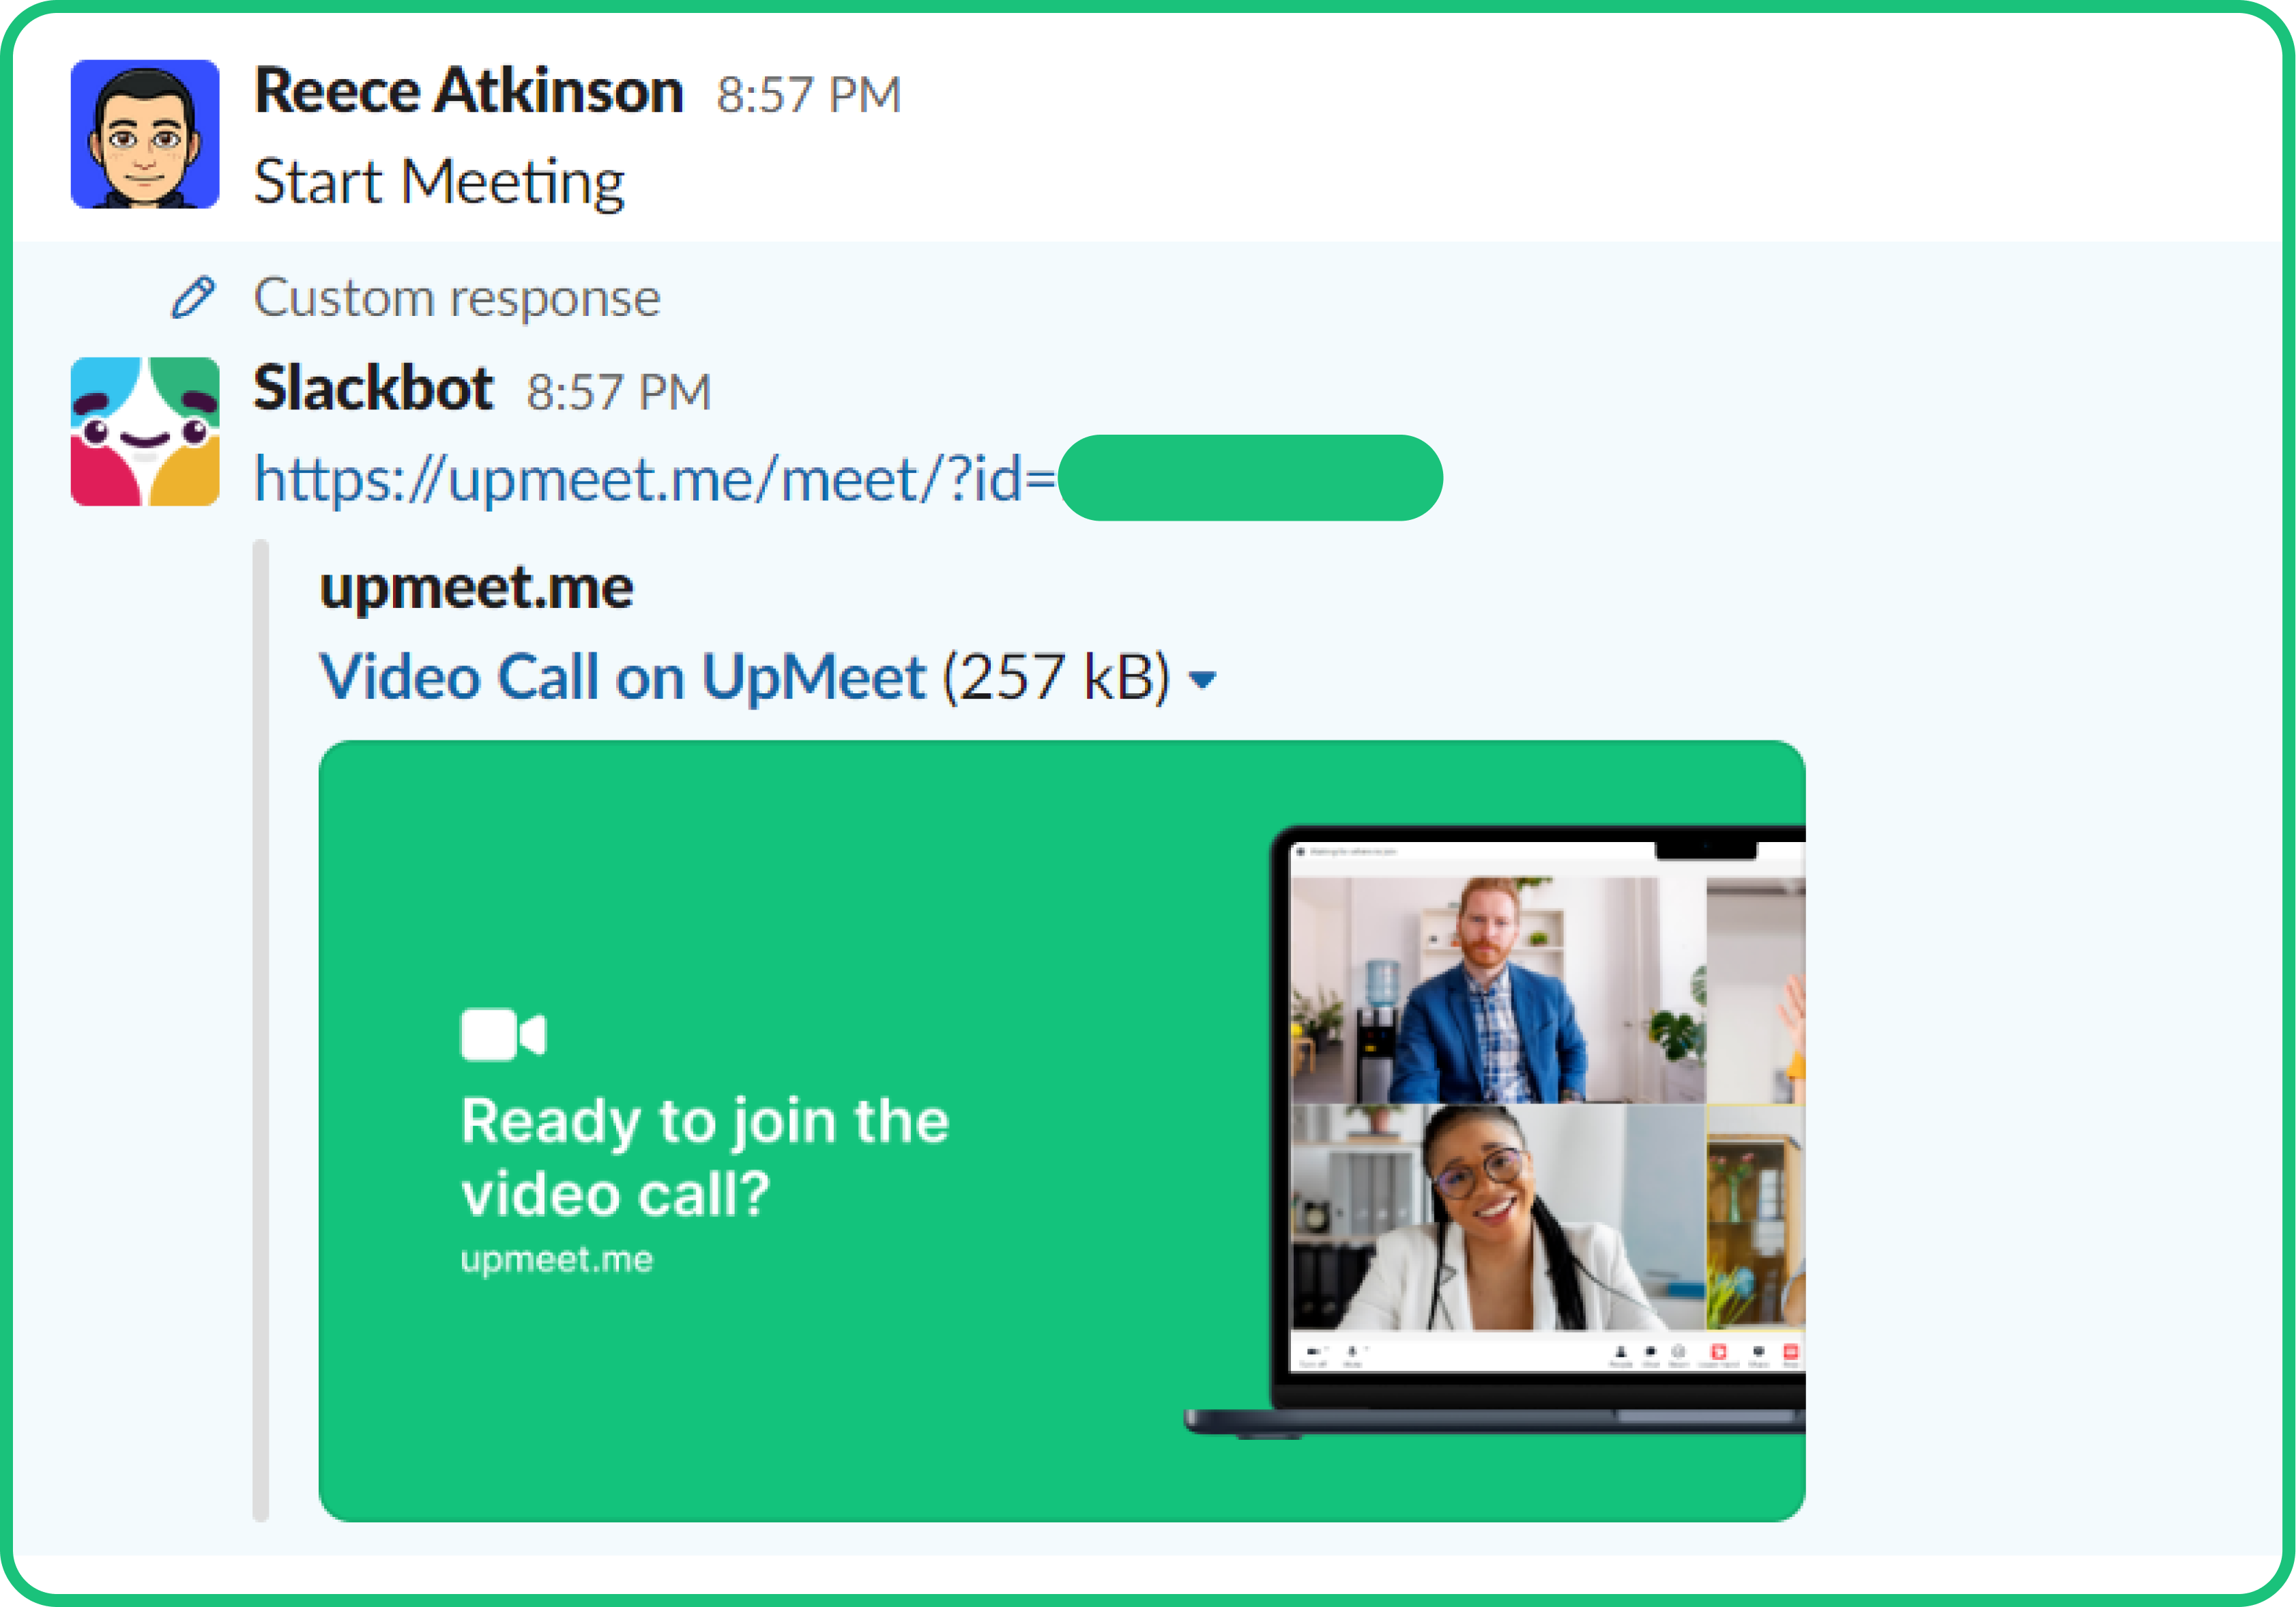 Reece Atkinson 8:57 PM
Start Meeting
Custom response
Slackbot 8:57 PM
https://upmeet.me/meet/?id=
upmeet.me
Video Call on UpMeet (257 kB)
Ready to join the
video call?
upmeet.me